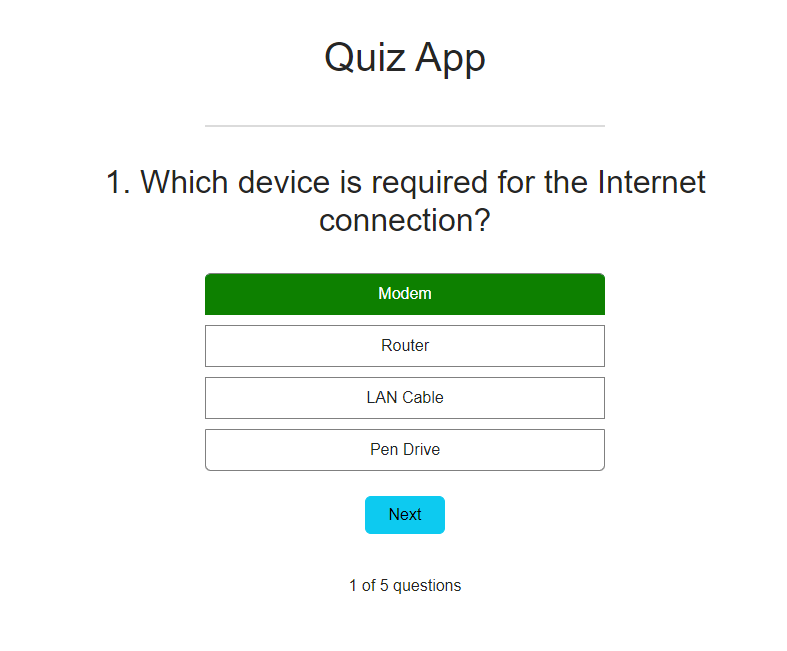 Quiz App
1. Which device is required for the Internet
connection?
Modem
Router
LAN Cable
Pen Drive
Next
1 of 5 questions